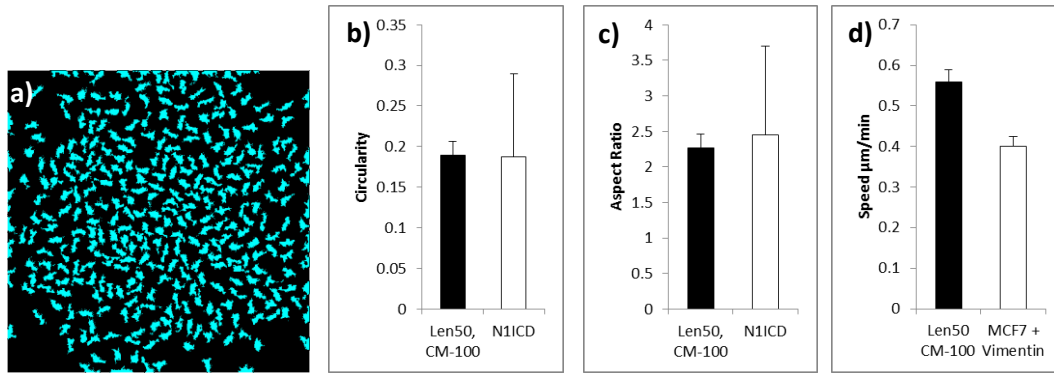 a)
b)
Circularity
0.35
0.3
0.25
0.2
0.15
0.1
0.05
0
Len50,
CM-100
N1ICD
c)
Aspect Ratio
4
3.5
3
2.5
2
1.5
1
0.5
0
Len50,
CM-100
N1ICD
d)
Speed µm/min
0.7
0.6
0.5
0.4
0.3
0.2
0.1
0
Len50
CM-100
MCF7 +
Vimentin